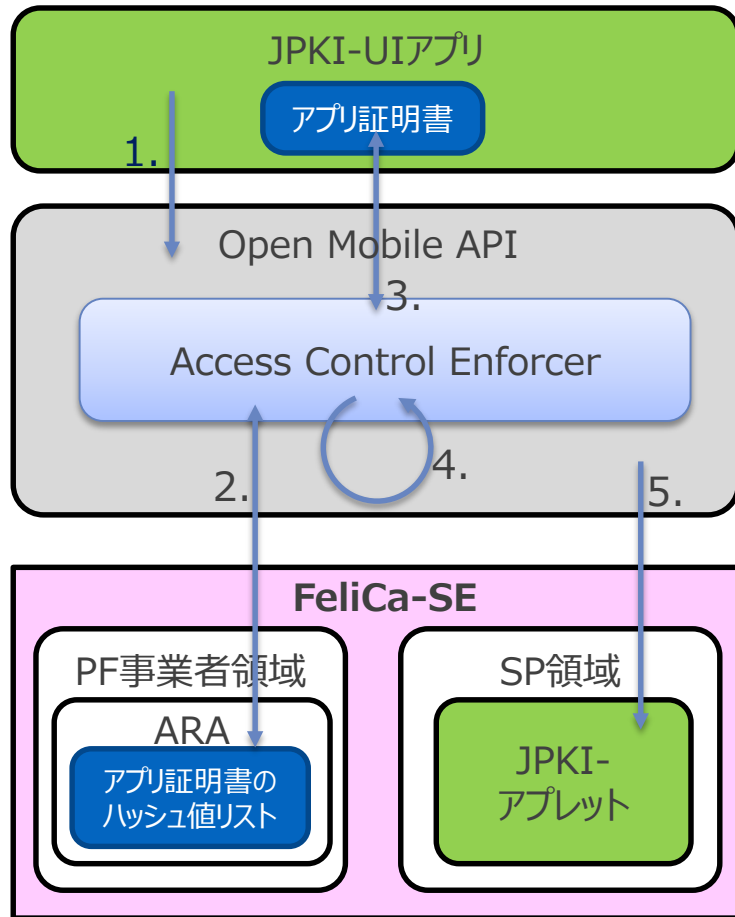 JPKI-UIアプリ
アプリ証明書
1.
Open Mobile API
3.
Access Control Enforcer
2.
4.
5.
FeliCa-SE
PF事業者領域
ARA
アプリ証明書の
ハッシュ値リスト
SP領域
JPKI-
アプレット